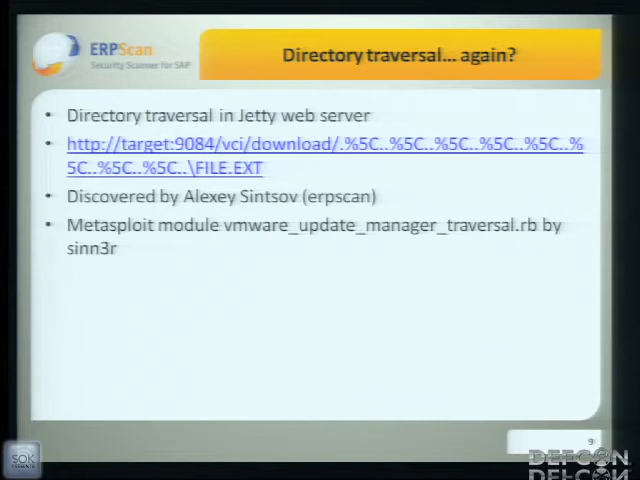 ERPScan
Security Scanner for SAP
Directory traversal... again?
• Directory traversal in Jetty web server
• http://target:9084/vci/download/.%5C..%5C..%5C..%5C..%5C..%
5C..%5C..%5C..\FILE.EXT
• Discovered by Alexey Sintsov (erpscan)
• Metasploit module vmware_update_manager_traversal.rb by
sinn3r
9
SOK
DEFCON
DEFCON